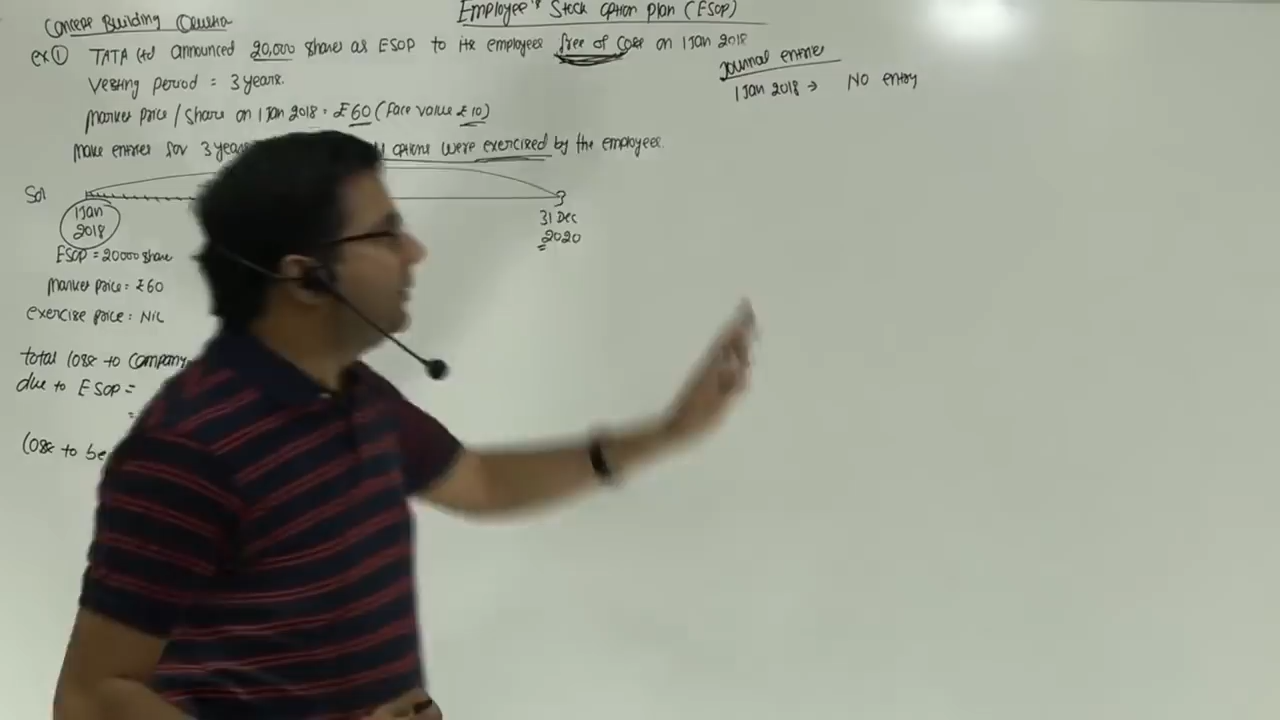 Employee's Stock option plan (ESOP)
Concept Building Question
ex ① TATA Ltd announced 20,000 shares as ESOP to its employees free of Cost on 1 Jan 2018
Vesting period = 3 years.
Market price / Share on 1 Jan 2018 = ₹60 (face value ₹10)
Make entries for 3 years options were exercised by the employees.
Sol
1 Jan
2018
31 Dec
2020
ESOP = 20000 share
Market price = ₹60
exercise price = NIL
total loss to Company
due to ESOP =
=
loss to be
Journal entries
1 Jan 2018 → No entry